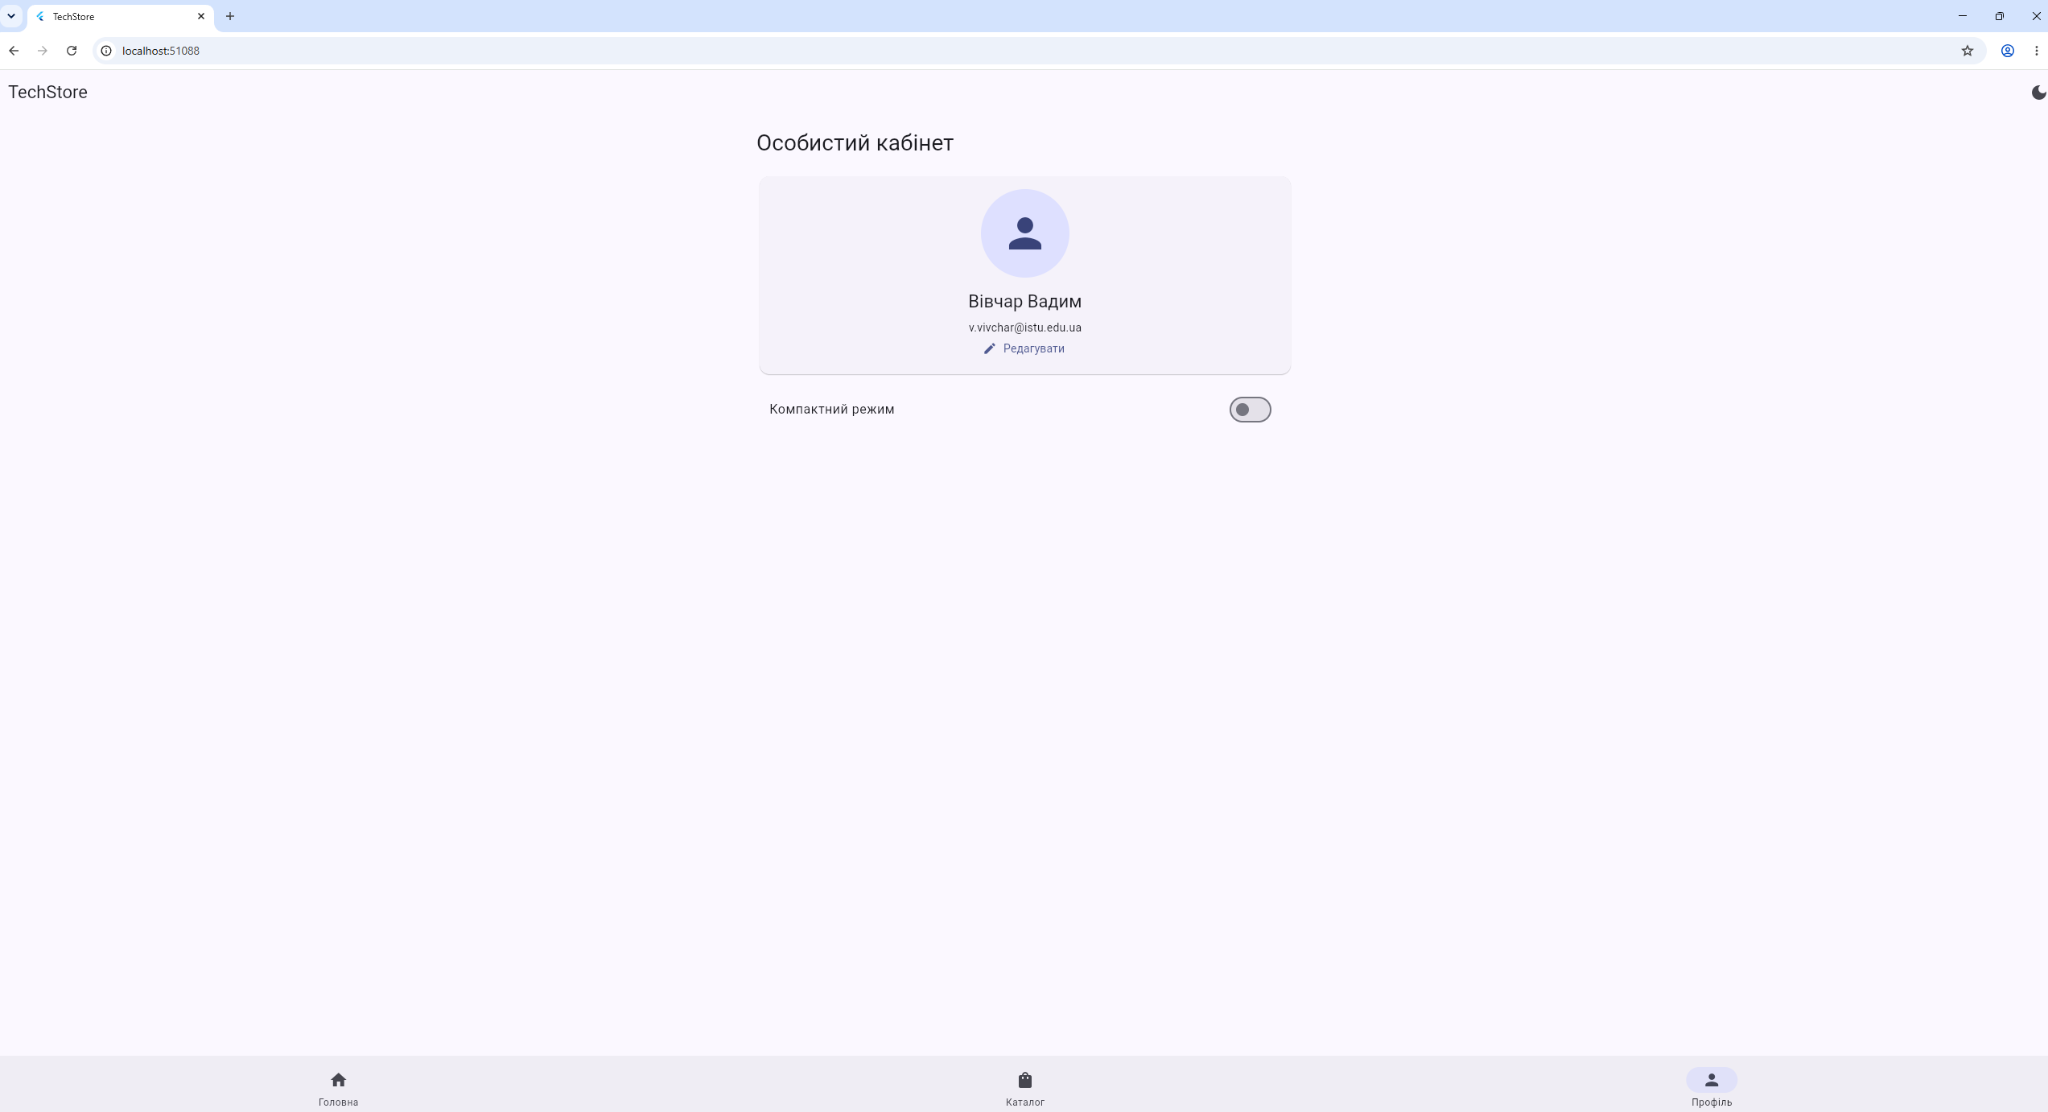 TechStore
localhost:51088
TechStore
Особистий кабінет
Вівчар Вадим
v.vivchar@istu.edu.ua
Редагувати
Компактний режим
Головна
Каталог
Профіль